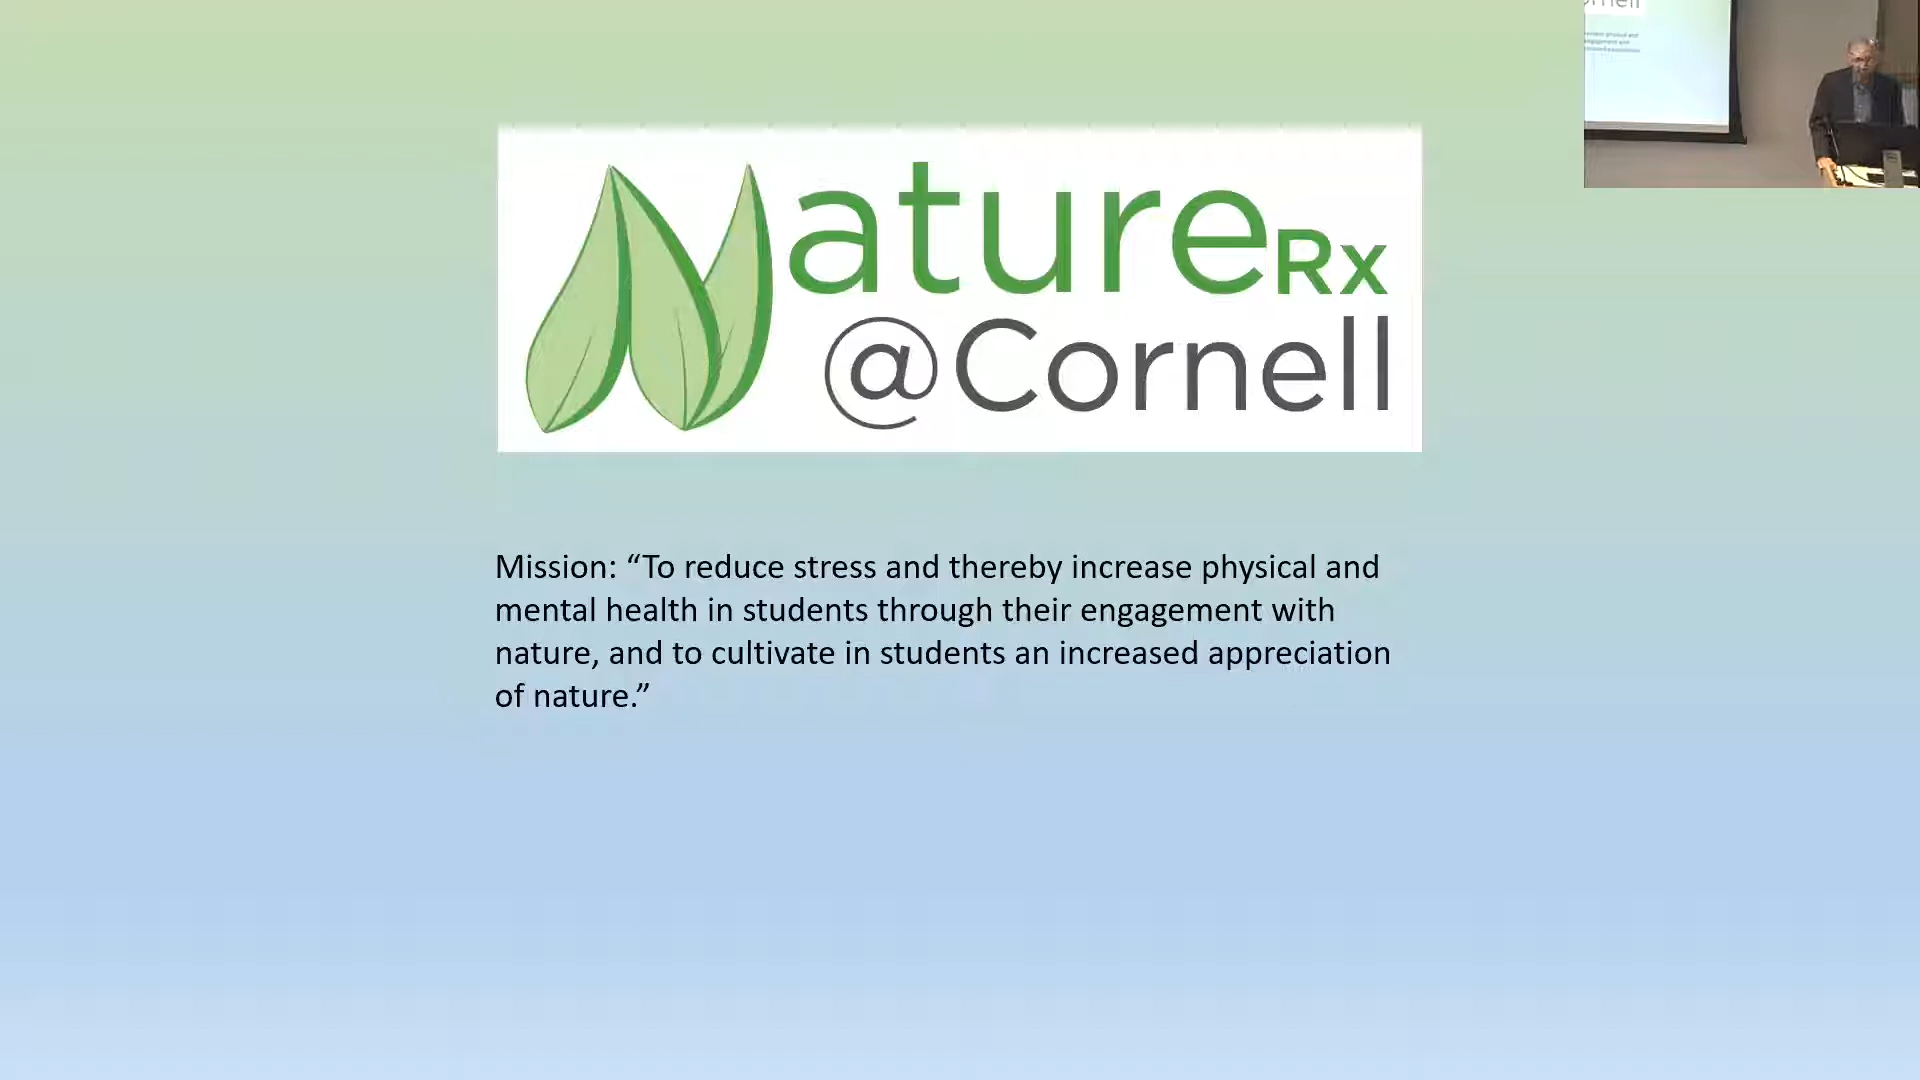 NatureRx
@Cornell
Mission: “To reduce stress and thereby increase physical and
mental health in students through their engagement with
nature, and to cultivate in students an increased appreciation
of nature.”